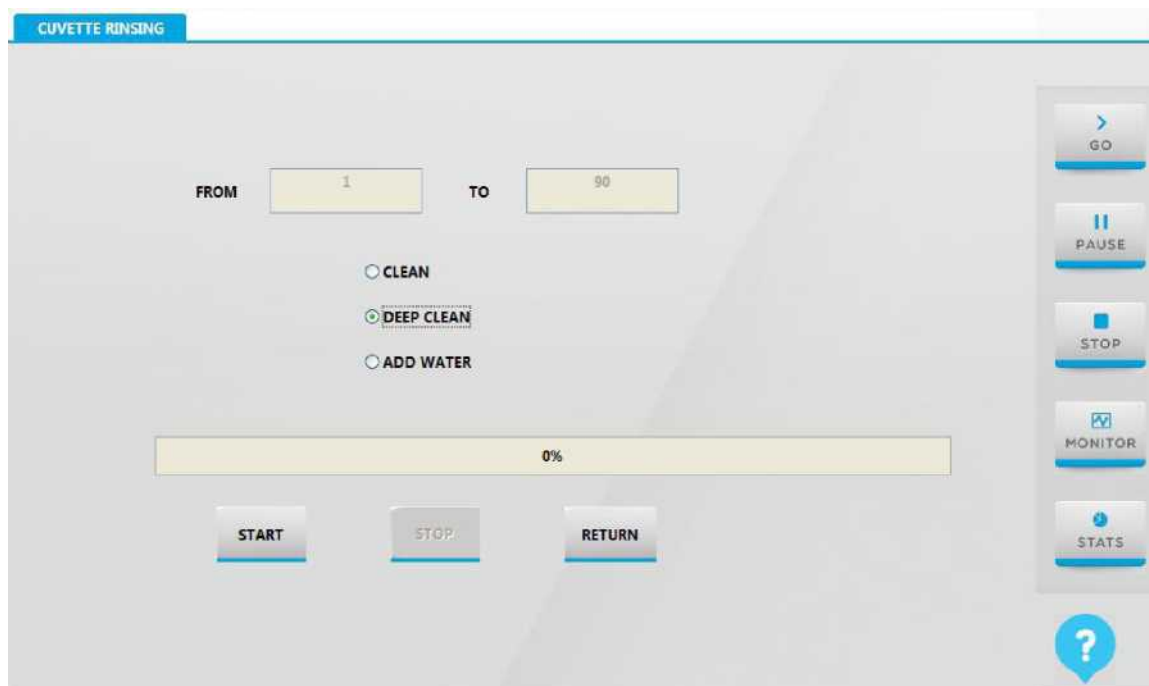 CUVETTE RINSING
GO
FROM 1 TO 90
PAUSE
CLEAN
DEEP CLEAN
ADD WATER
STOP
MONITOR
0%
START STOP RETURN
STATS
?